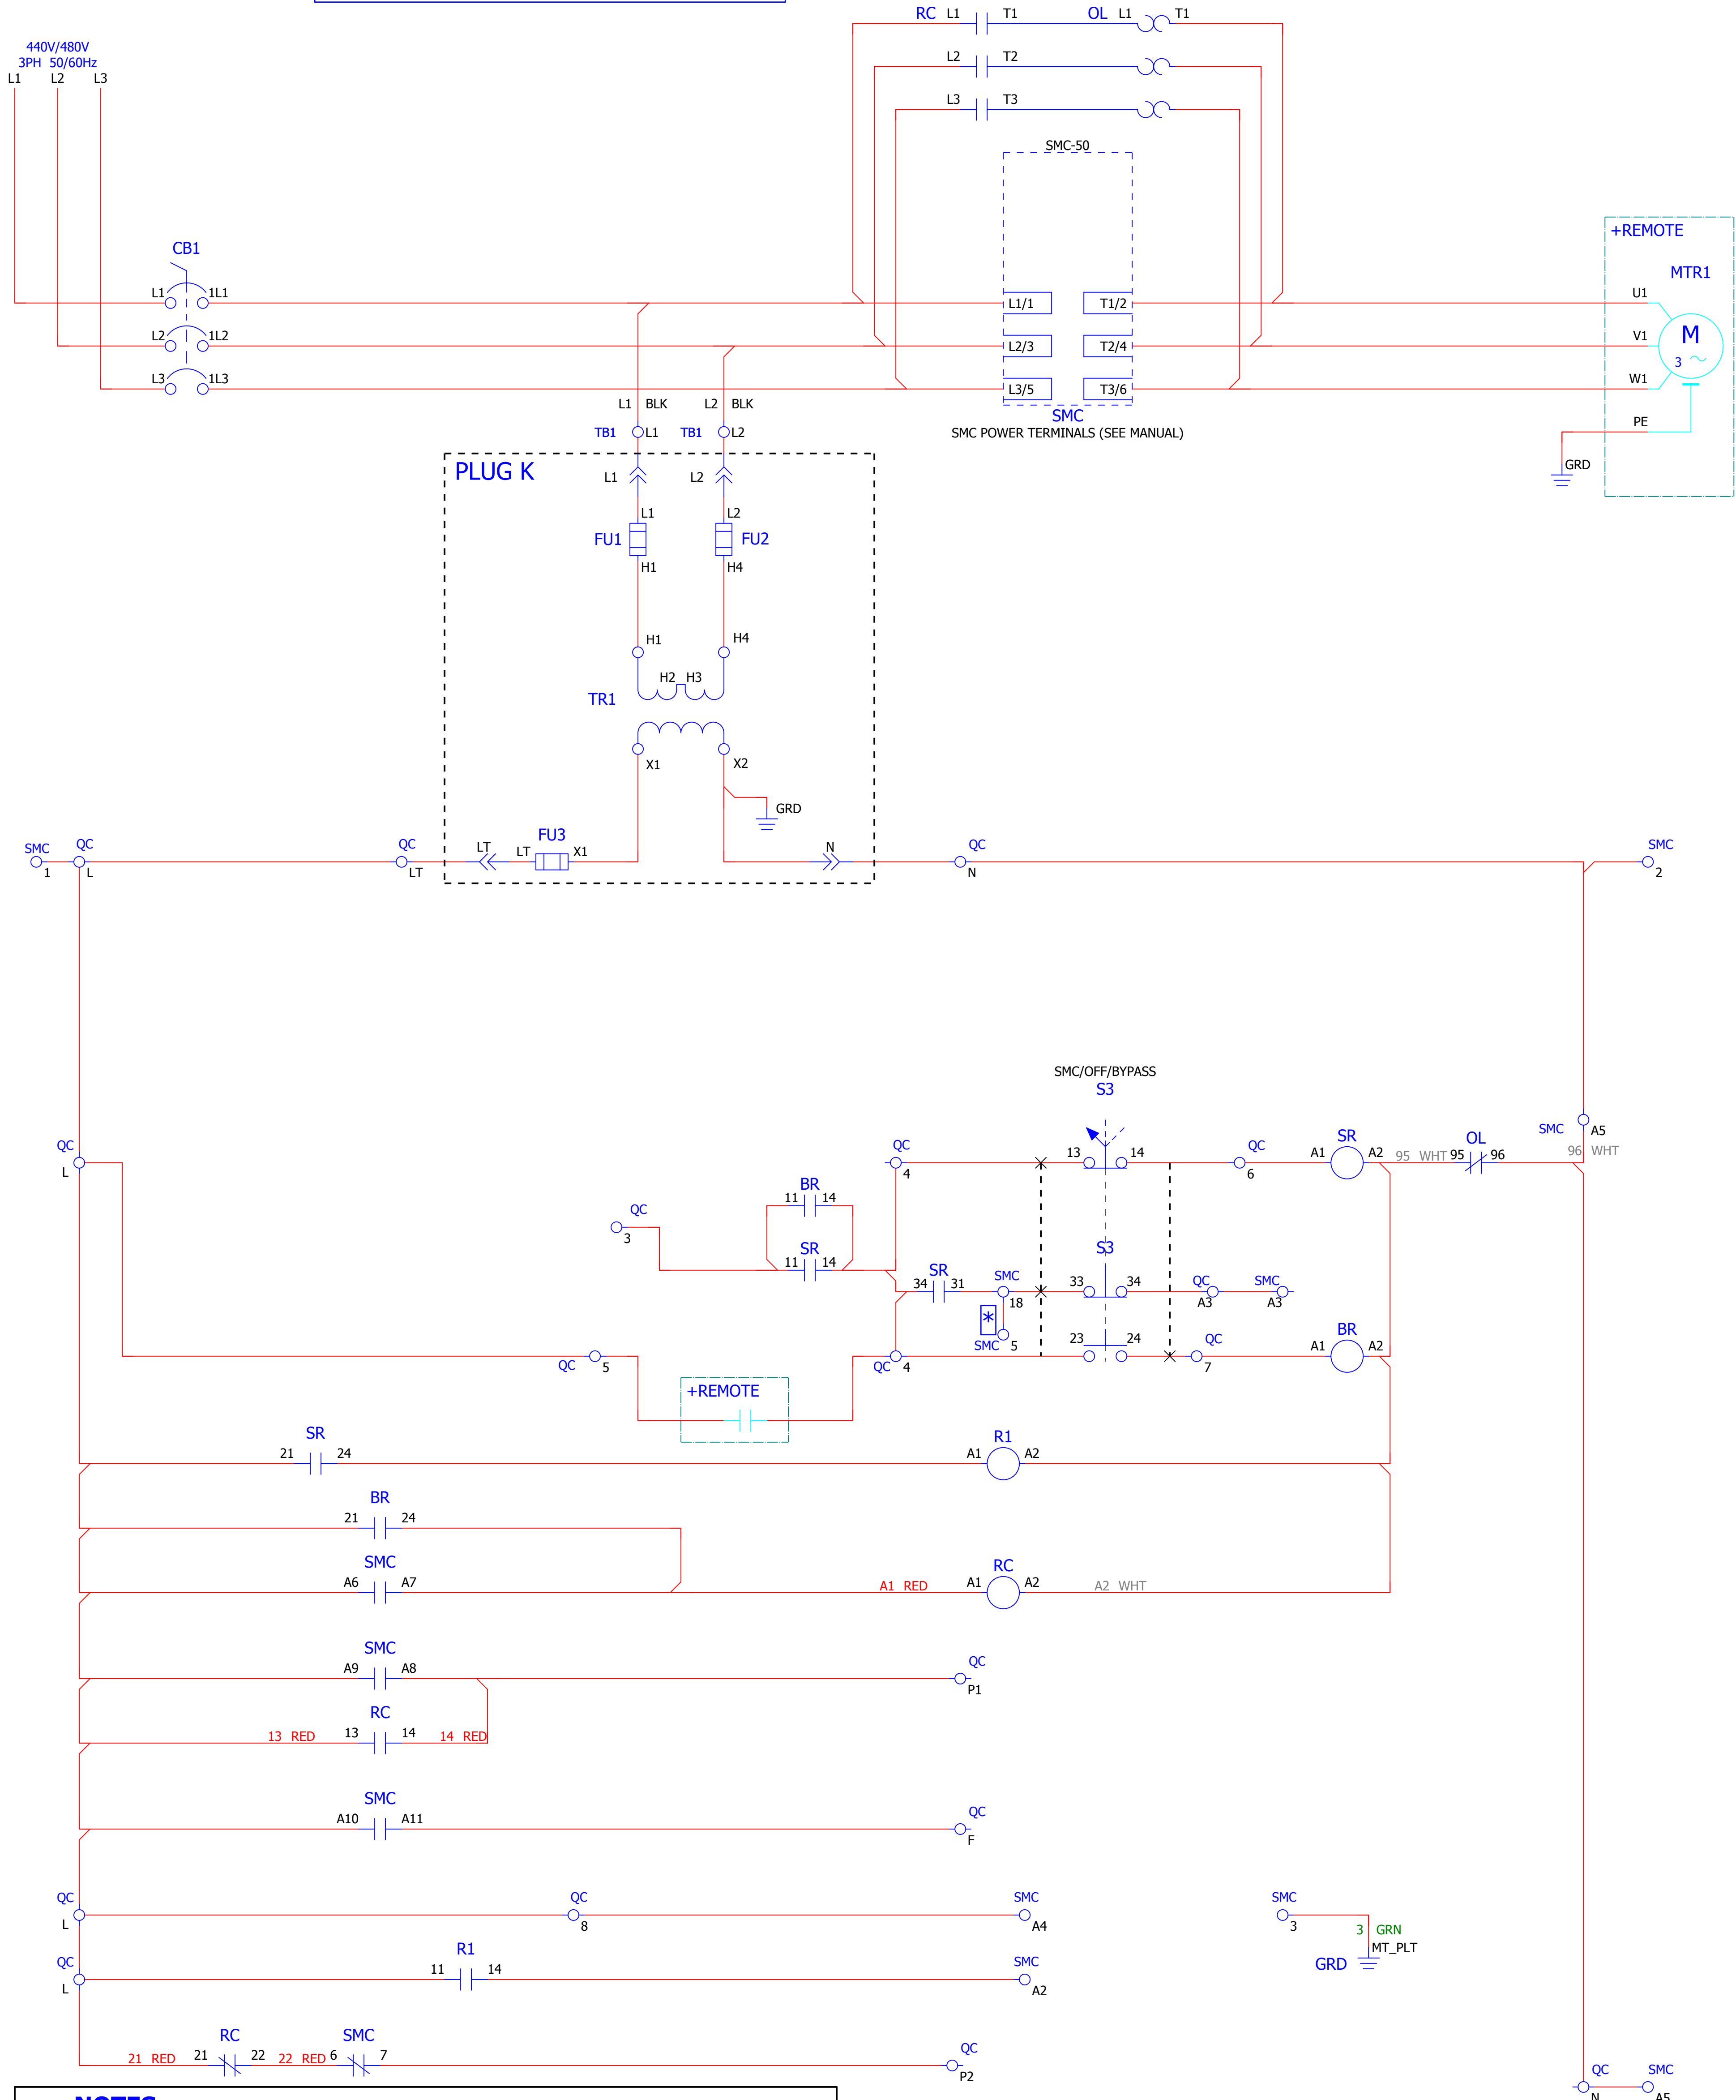 RC L1 T1 OL L1 T1
440V/480V
3PH 50/60Hz
L1 L2 L3
L2 T2
L3 T3
SMC-50
+REMOTE
MTR1
CB1
L1 1L1 L1/1 T1/2 U1
L2 1L2 L2/3 T2/4 V1
M
3
L3 1L3 L3/5 T3/6 W1
L1 BLK L2 BLK
SMC
SMC POWER TERMINALS (SEE MANUAL)
TB1 L1 TB1 L2
PE
GRD
PLUG K
L1 L2
L1 L2
FU1 FU2
H1 H4
H1 H4
H2 H3
TR1
X1 X2
GRD
SMC QC QC LT LT FU3 X1 N QC SMC
1 L LT N 2
SMC/OFF/BYPASS
S3
SMC A5
QC QC 13 14 QC SR OL
L 4 6 A1 A2 95 WHT 95 96 96 WHT
BR
11 14
QC
3
SR
11 14
S3
SR
34 31 SMC 33 34 QC SMC
18 A3 A3
*
SMC 5
23 24 QC BR
A1 A2
QC 5 QC 4 7
+REMOTE
SR R1
21 24 A1 A2
BR
21 24
SMC RC
A6 A7 A1 RED A1 A2 A2 WHT
SMC
A9 A8 QC
P1
RC
13 RED 13 14 14 RED
SMC
A10 A11 QC
F
QC QC SMC SMC
L 8 A4 3
3 GRN
MT_PLT
GRD
R1
QC 11 14 SMC
L A2
RC SMC
21 RED 21 22 22 RED 6 7 QC
P2
QC SMC
N A5
NOTES